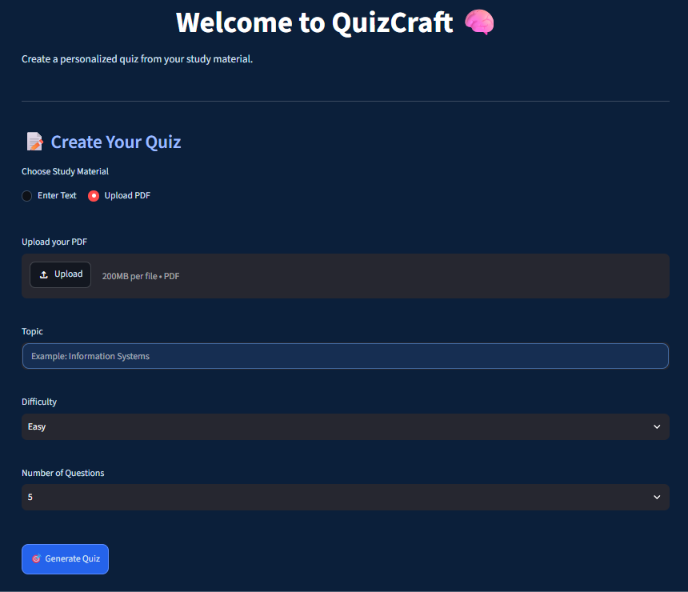 Welcome to QuizCraft 🧠
Create a personalized quiz from your study material.
📝 Create Your Quiz
Choose Study Material
Enter Text Upload PDF
Upload your PDF
Upload 200MB per file • PDF
Topic
Example: Information Systems
Difficulty
Easy
Number of Questions
5
🎯 Generate Quiz